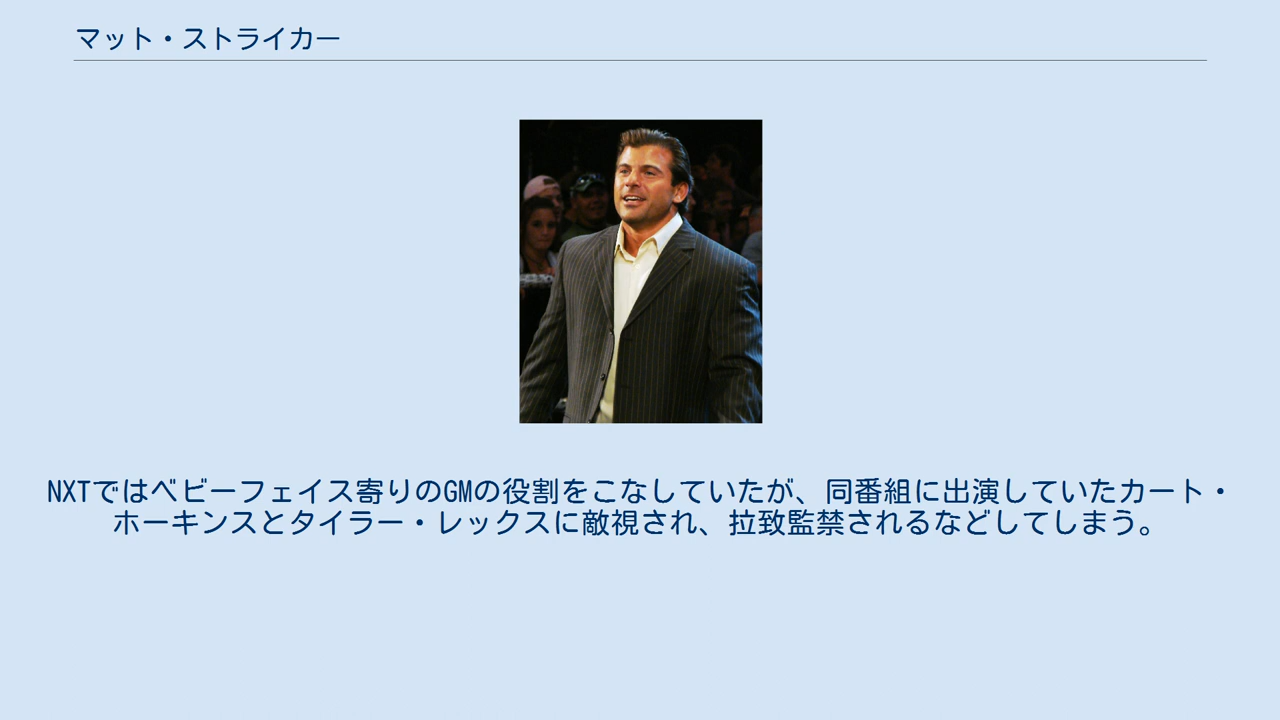 マット・ストライカー
NXTではベビーフェイス寄りのGMの役割をこなしていたが、同番組に出演していたカート・
ホーキンスとタイラー・レックスに敵視され、拉致監禁されるなどしてしまう。